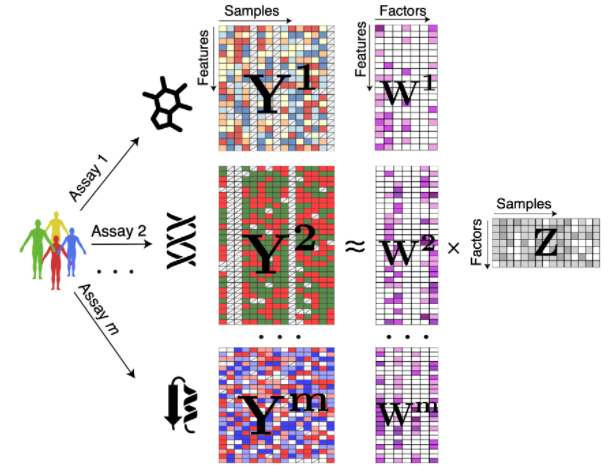 Samples
Factors
Features
Features
Y¹
W¹
Assay 1
Assay 2
Y²
≈
W²
×
Samples
Factors
Z
. . .
Assay m
. . .
. . .
Yᵐ
Wᵐ